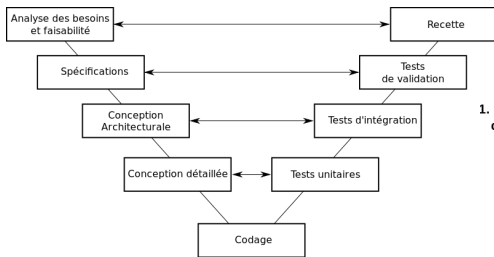 Analyse des besoins
et faisabilité
Recette
Spécifications
Tests
de validation
Conception
Architecturale
Tests d'intégration
1.
Conception détaillée
Tests unitaires
Codage